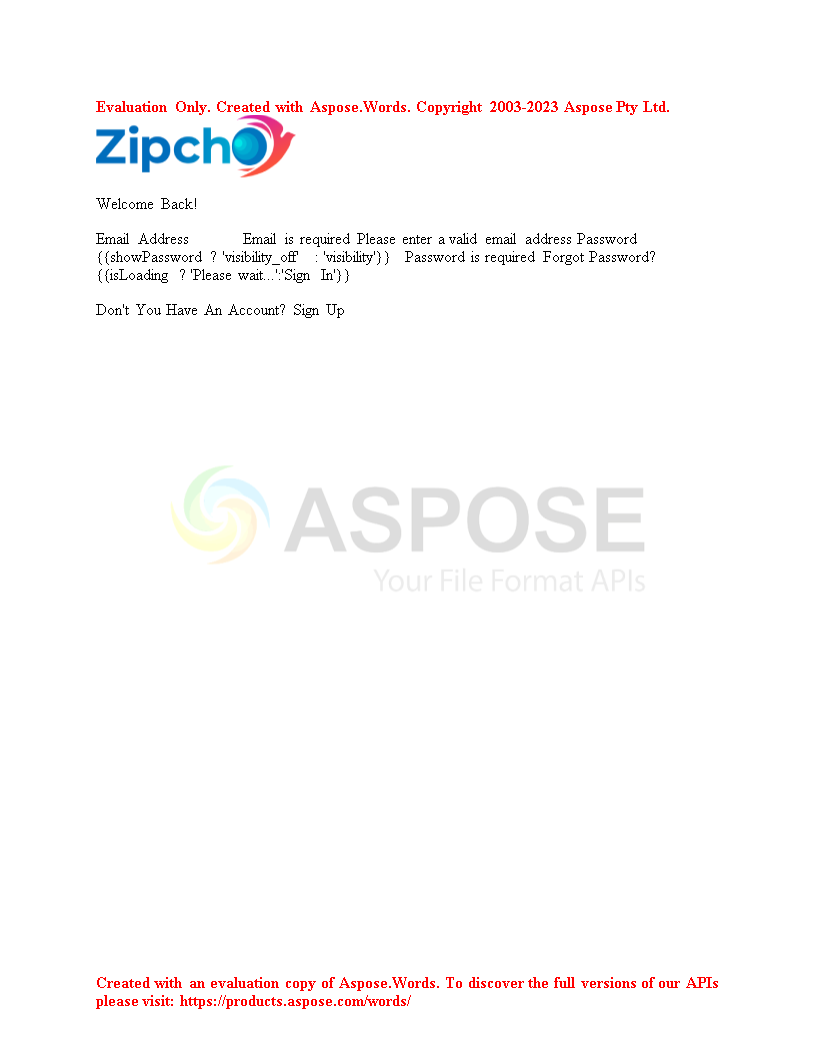 Evaluation Only. Created with Aspose.Words. Copyright 2003-2023 Aspose Pty Ltd.
Zipcho
Welcome Back!
Email Address Email is required Please enter a valid email address Password
{{showPassword ? 'visibility_off' : 'visibility'}} Password is required Forgot Password?
{{isLoading ? 'Please wait...':'Sign In'}}
Don't You Have An Account? Sign Up
ASPOSE
Your File Format APIs
Created with an evaluation copy of Aspose.Words. To discover the full versions of our APIs
please visit: https://products.aspose.com/words/